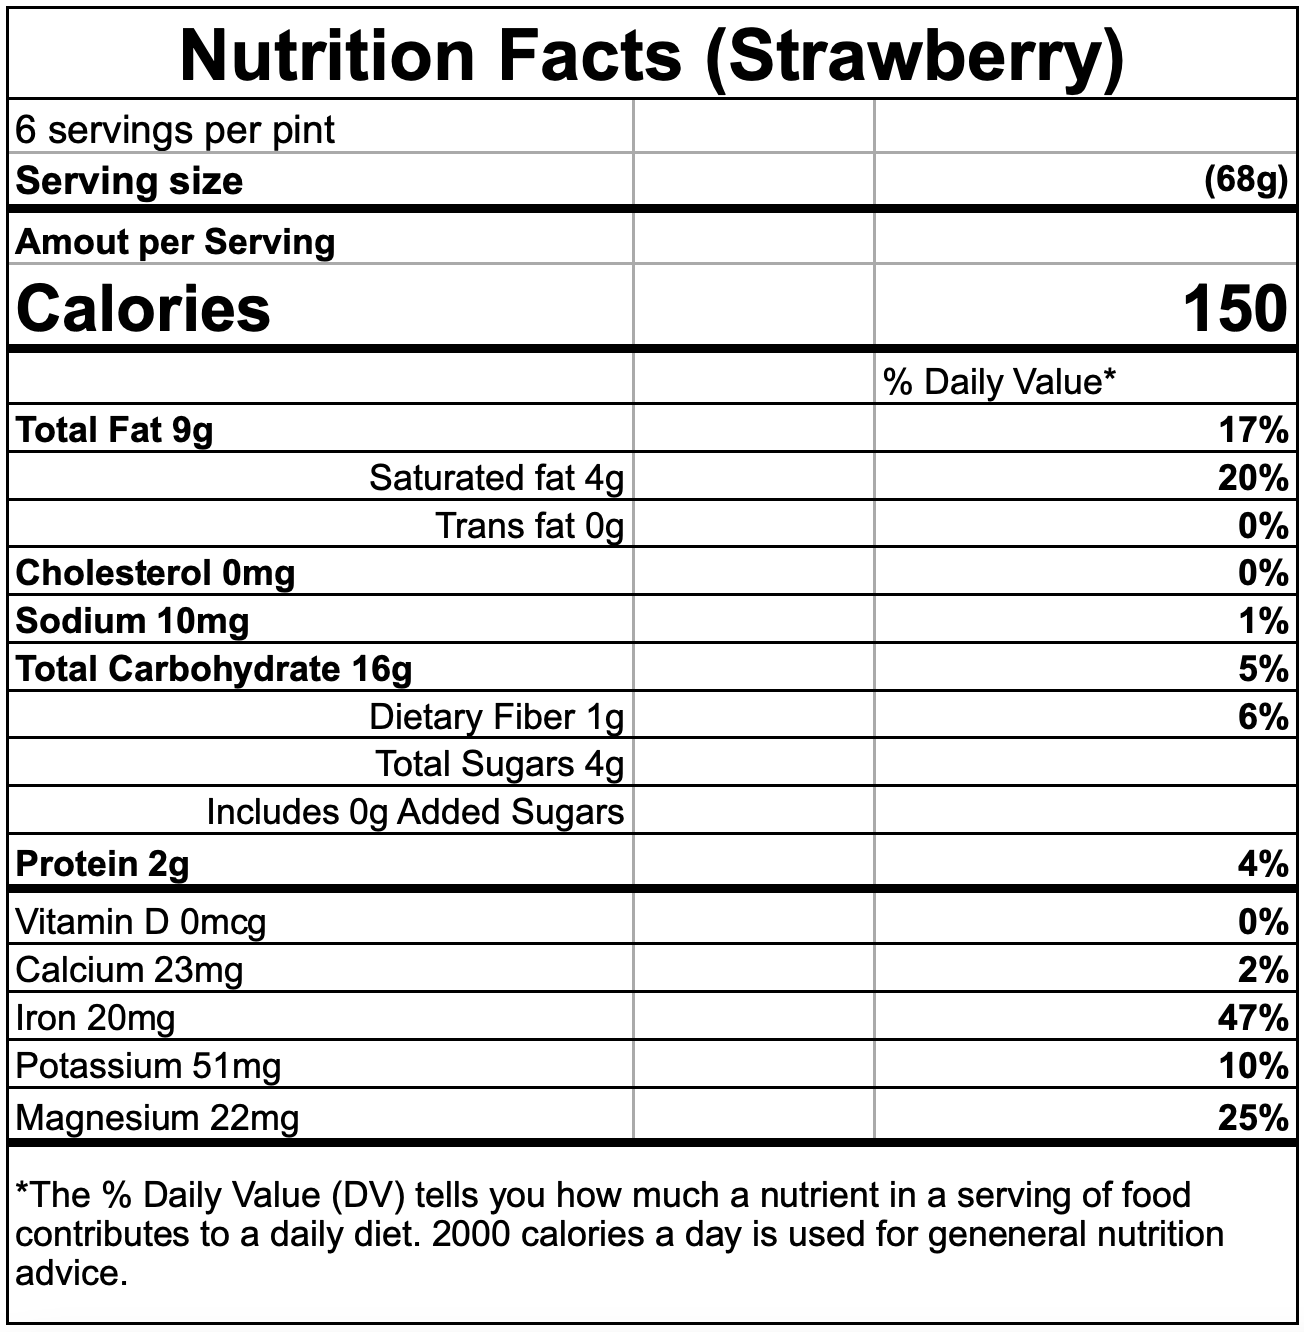 Nutrition Facts (Strawberry)
6 servings per pint
Serving size (68g)
Amout per Serving
Calories 150
% Daily Value*
Total Fat 9g 17%
Saturated fat 4g 20%
Trans fat 0g 0%
Cholesterol 0mg 0%
Sodium 10mg 1%
Total Carbohydrate 16g 5%
Dietary Fiber 1g 6%
Total Sugars 4g
Includes 0g Added Sugars
Protein 2g 4%
Vitamin D 0mcg 0%
Calcium 23mg 2%
Iron 20mg 47%
Potassium 51mg 10%
Magnesium 22mg 25%
*The % Daily Value (DV) tells you how much a nutrient in a serving of food
contributes to a daily diet. 2000 calories a day is used for geneneral nutrition
advice.